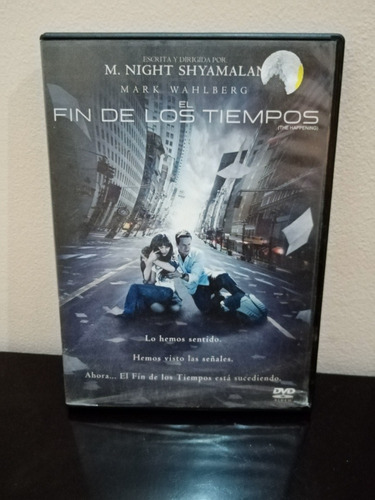 ESCRITA Y DIRIGIDA POR
M. NIGHT SHYAMALAN
MARK WAHLBERG
EL
FIN DE LOS TIEMPOS
(THE HAPPENING)
Lo hemos sentido.
Hemos visto las señales.
Ahora... El Fin de los Tiempos está sucediendo.
DVD
VIDEO